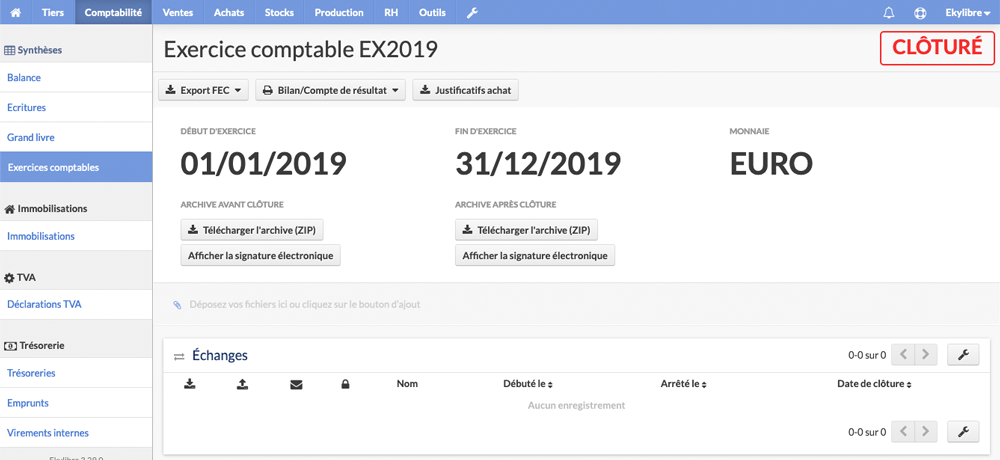 Tiers Comptabilité Ventes Achats Stocks Production RH Outils Ekylibre
Synthèses
Balance
Ecritures
Grand livre
Exercices comptables
Immobilisations
Immobilisations
TVA
Déclarations TVA
Trésorerie
Trésoreries
Emprunts
Virements internes
Exercice comptable EX2019
CLÔTURÉ
Export FEC Bilan/Compte de résultat Justificatifs achat
DÉBUT D'EXERCICE FIN D'EXERCICE MONNAIE
01/01/2019 31/12/2019 EURO
ARCHIVE AVANT CLÔTURE ARCHIVE APRÈS CLÔTURE
Télécharger l'archive (ZIP) Télécharger l'archive (ZIP)
Afficher la signature électronique Afficher la signature électronique
Déposez vos fichiers ici ou cliquez sur le bouton d'ajout
Échanges 0-0 sur 0
Nom Débuté le Arrêté le Date de clôture
Aucun enregistrement
0-0 sur 0